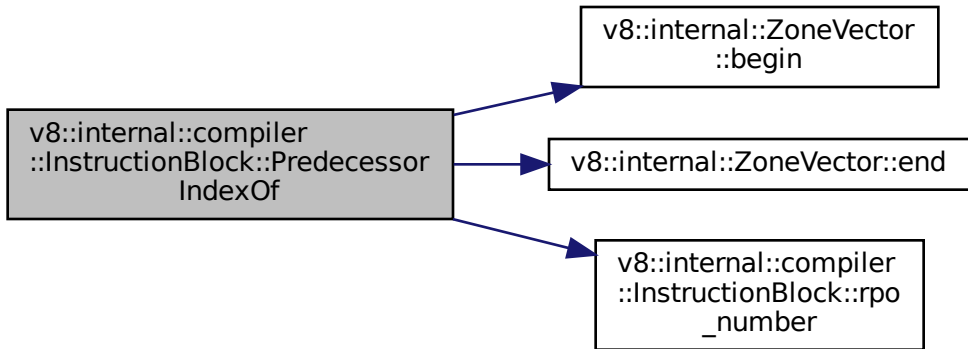 v8::internal::compiler
::InstructionBlock::Predecessor
IndexOf
v8::internal::ZoneVector
::begin
v8::internal::ZoneVector::end
v8::internal::compiler
::InstructionBlock::rpo
_number